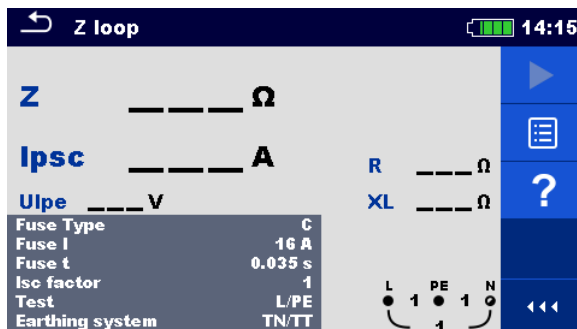 Z loop 14:15
Z ___ Ω
Ipsc ___ A
R ___ Ω
Ulpe ___ V
XL ___ Ω
Fuse Type C
Fuse I 16 A
Fuse t 0.035 s
Isc factor 1
Test L/PE
Earthing system TN/TT
L PE N
1 1
1
?